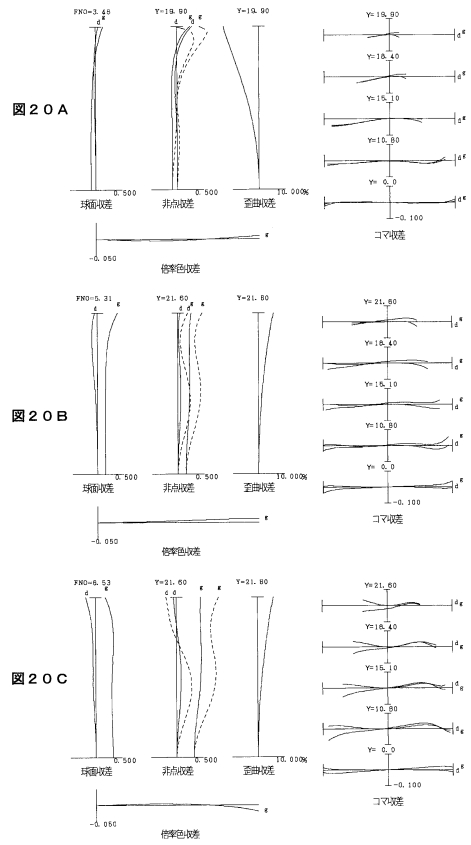 図20A
FNO=3.48
d
g
0.500
球面収差
Y=19.90
d
g
g
0.500
非点収差
Y=19.90
10.000%
歪曲収差
g
-0.050
倍率色収差
Y=19.90
d g
Y=18.40
d g
Y=15.10
d g
Y=10.80
d g
Y= 0.0
d g
-0.100
コマ収差
図20B
FNO=5.31
d
g
0.500
球面収差
Y=21.60
d d g g
0.500
非点収差
Y=21.60
10.000%
歪曲収差
g
-0.050
倍率色収差
Y=21.60
g
d
Y=18.40
g
d
Y=15.10
g
d
Y=10.80
g
d
Y= 0.0
g
d
-0.100
コマ収差
図20C
FNO=6.53
d
g
0.500
球面収差
Y=21.60
d d g g
0.500
非点収差
Y=21.60
10.000%
歪曲収差
g
-0.050
倍率色収差
Y=21.60
d g
Y=18.40
d g
Y=15.10
d
g
Y=10.80
d
g
Y= 0.0
d g
-0.100
コマ収差